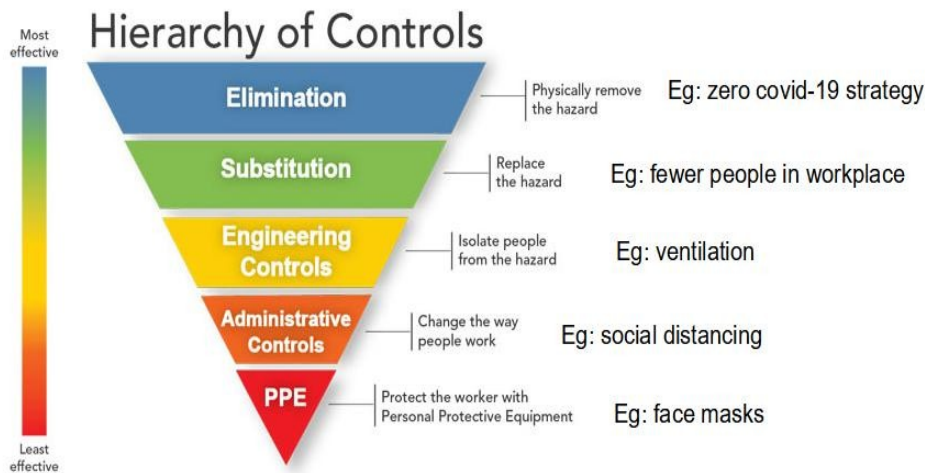 Hierarchy of Controls
Most
effective
Elimination
Physically remove
the hazard
Eg: zero covid-19 strategy
Substitution
Replace
the hazard
Eg: fewer people in workplace
Engineering
Controls
Isolate people
from the hazard
Eg: ventilation
Administrative
Controls
Change the way
people work
Eg: social distancing
PPE
Protect the worker with
Personal Protective Equipment
Eg: face masks
Least
effective